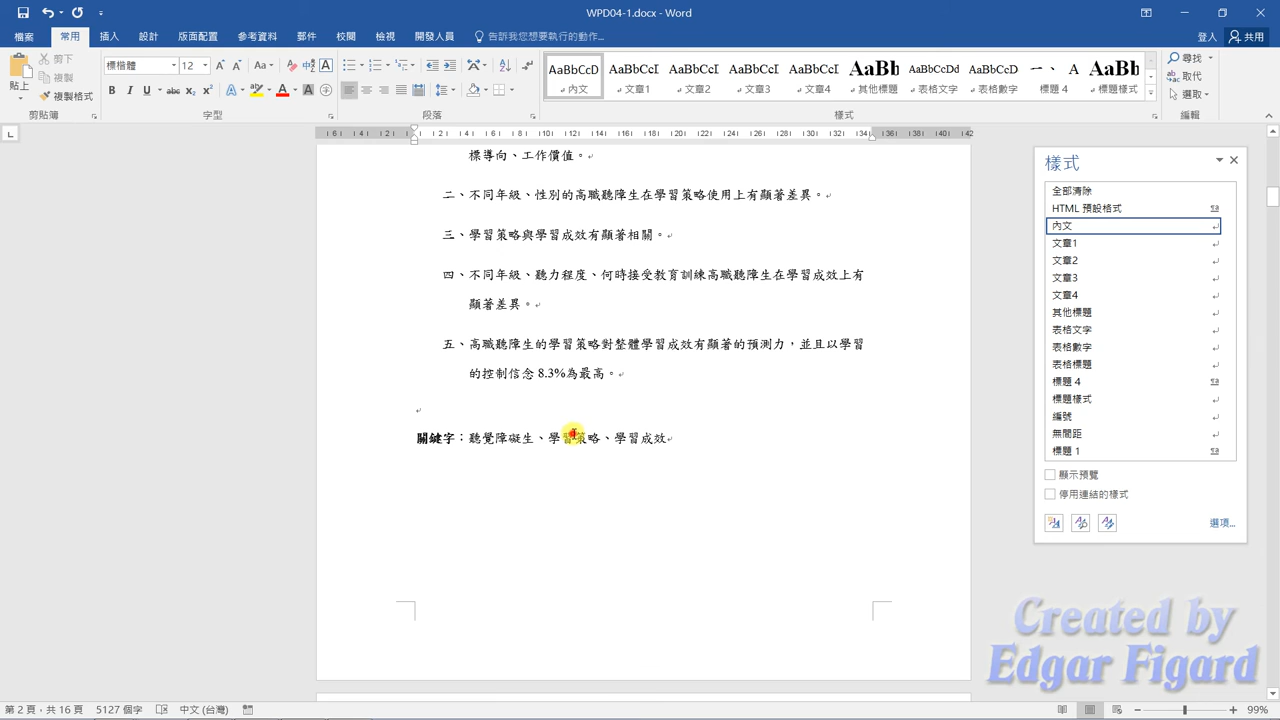 WPD04-1.docx - Word
檔案 常用 插入 設計 版面配置 參考資料 郵件 校閱 檢視 開發人員 告訴我您想要執行的動作... 登入 共用
貼上 剪下 複製 複製格式
標楷體 12
AaBbCcD AaBbCcI AaBbCcI AaBbCcI AaBbCcI AaBb AaBbCcDd AaBbCcD 一、 A AaBb
內文 文章1 文章2 文章3 文章4 其他標題 表格文字 表格數字 標題 4 標題樣式
尋找 取代 選取
剪貼簿 字型 段落 樣式 編輯
標導向、工作價值。
二、不同年級、性別的高職聽障生在學習策略使用上有顯著差異。
三、學習策略與學習成效有顯著相關。
四、不同年級、聽力程度、何時接受教育訓練高職聽障生在學習成效上有
顯著差異。
五、高職聽障生的學習策略對整體學習成效有顯著的預測力,並且以學習
的控制信念 8.3%為最高。
關鍵字:聽覺障礙生、學習策略、學習成效
樣式
全部清除
HTML 預設格式
內文
文章1
文章2
文章3
文章4
其他標題
表格文字
表格數字
表格標題
標題 4
標題樣式
編號
無間距
標題 1
顯示預覽
停用連結的樣式
選項...
Created by
Edgar Figard
第 2 頁,共 16 頁 5127 個字 中文 (台灣) 99%